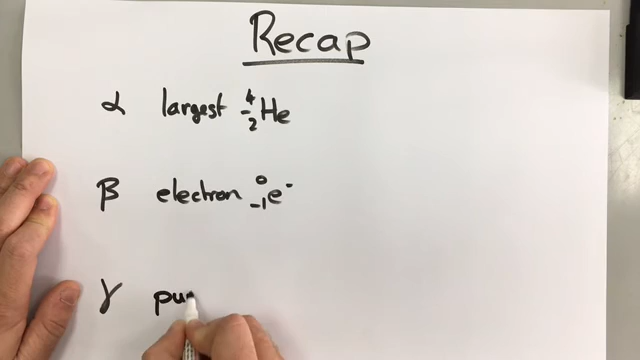 Recap
α largest ⁴₂He
β electron ⁰₋₁e⁻
γ pu